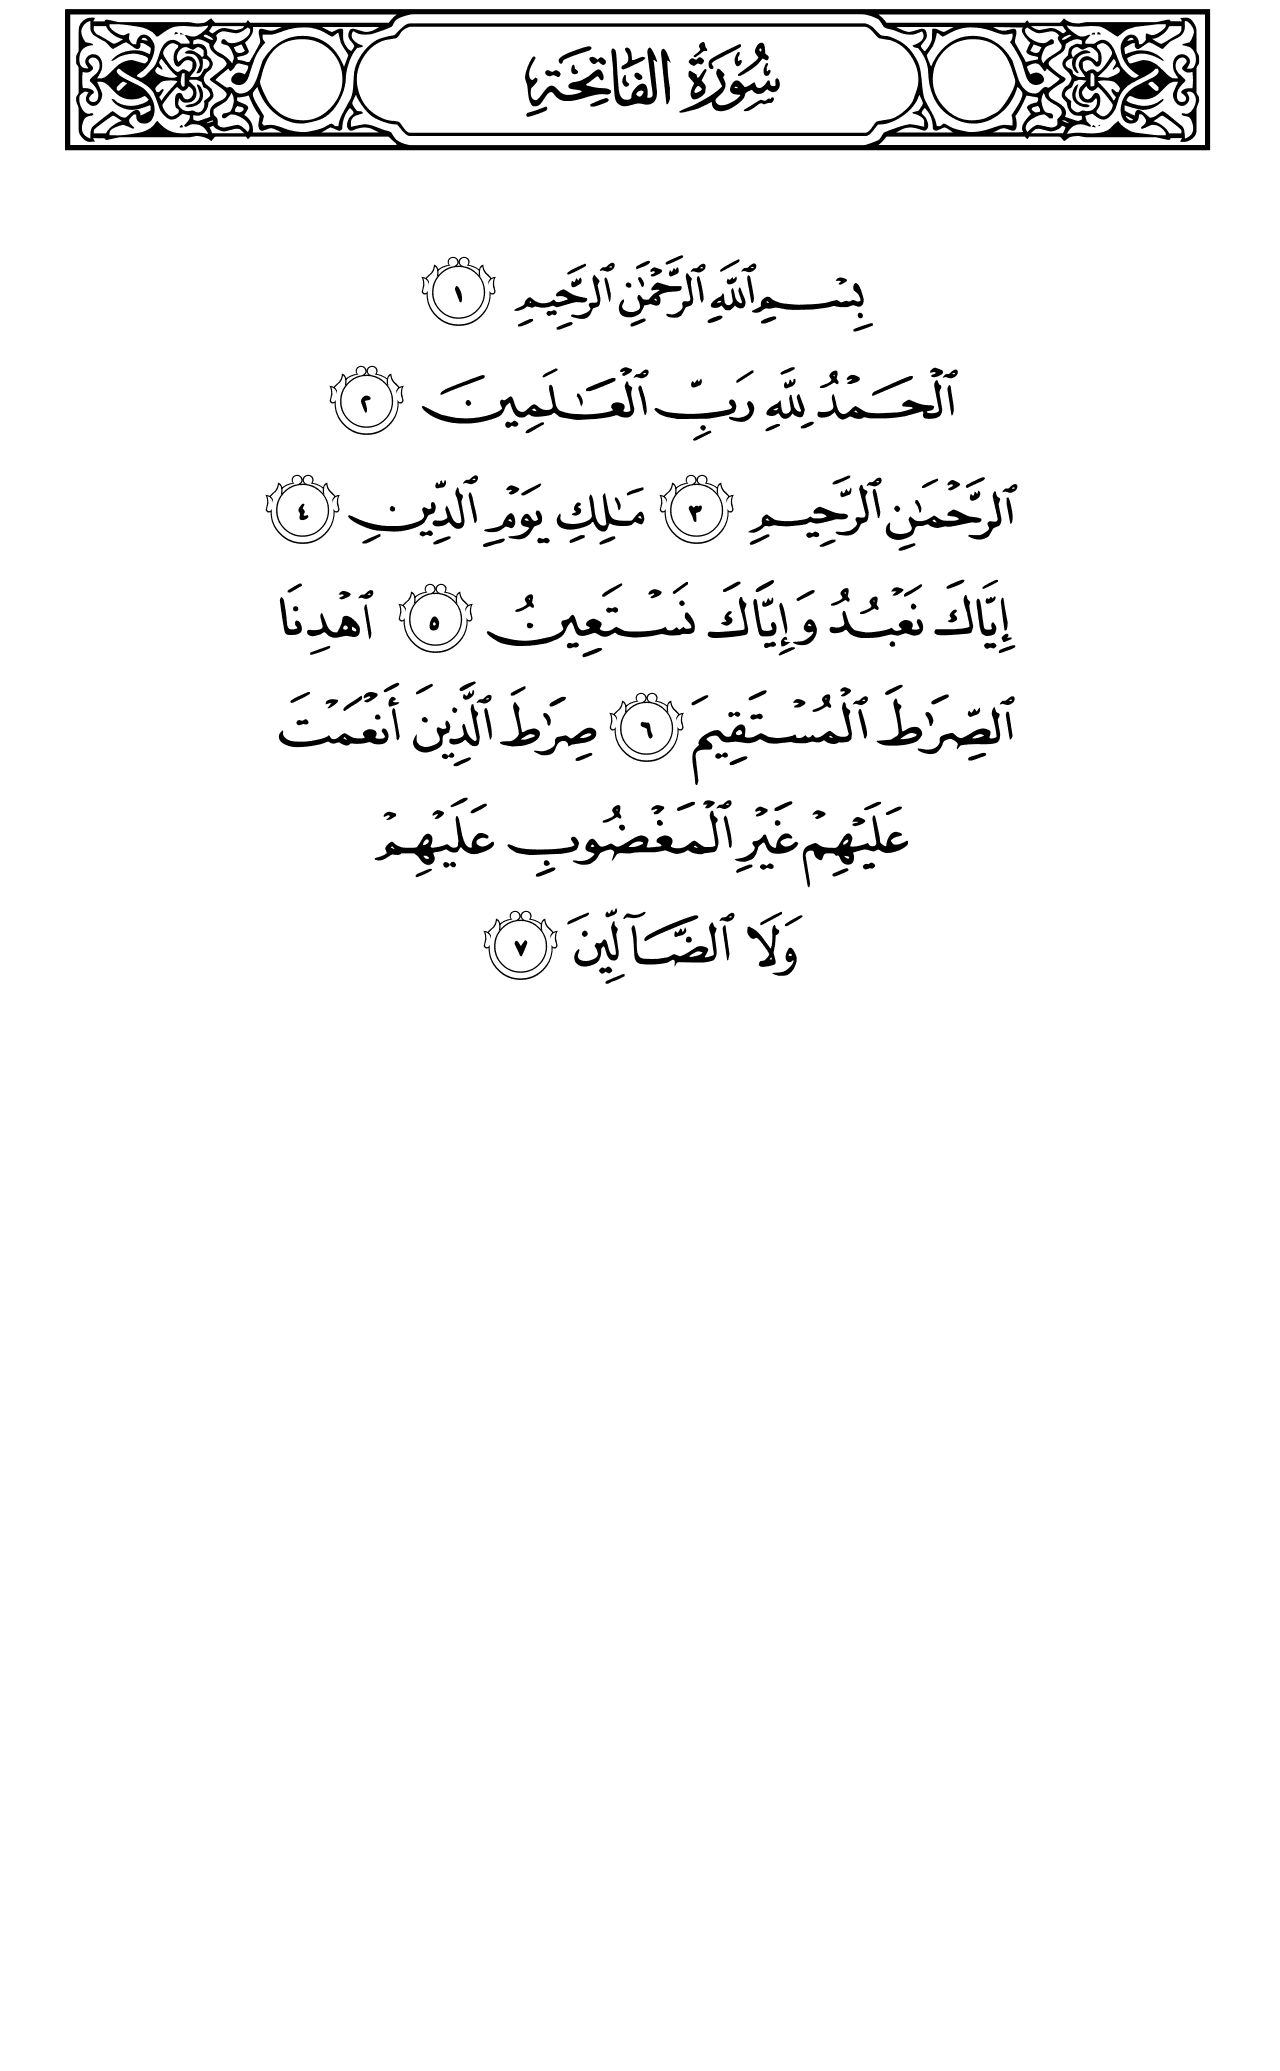 سُورَةُ الفَاتِحَةِ
بِسۡمِ ٱللَّهِ ٱلرَّحۡمَٰنِ ٱلرَّحِيمِ ١
ٱلۡحَمۡدُ لِلَّهِ رَبِّ ٱلۡعَٰلَمِينَ ٢
ٱلرَّحۡمَٰنِ ٱلرَّحِيمِ ٣ مَٰلِكِ يَوۡمِ ٱلدِّينِ ٤
إِيَّاكَ نَعۡبُدُ وَإِيَّاكَ نَسۡتَعِينُ ٥ ٱهۡدِنَا
ٱلصِّرَٰطَ ٱلۡمُسۡتَقِيمَ ٦ صِرَٰطَ ٱلَّذِينَ أَنۡعَمۡتَ
عَلَيۡهِمۡ غَيۡرِ ٱلۡمَغۡضُوبِ عَلَيۡهِمۡ
وَلَا ٱلضَّآلِّينَ ٧